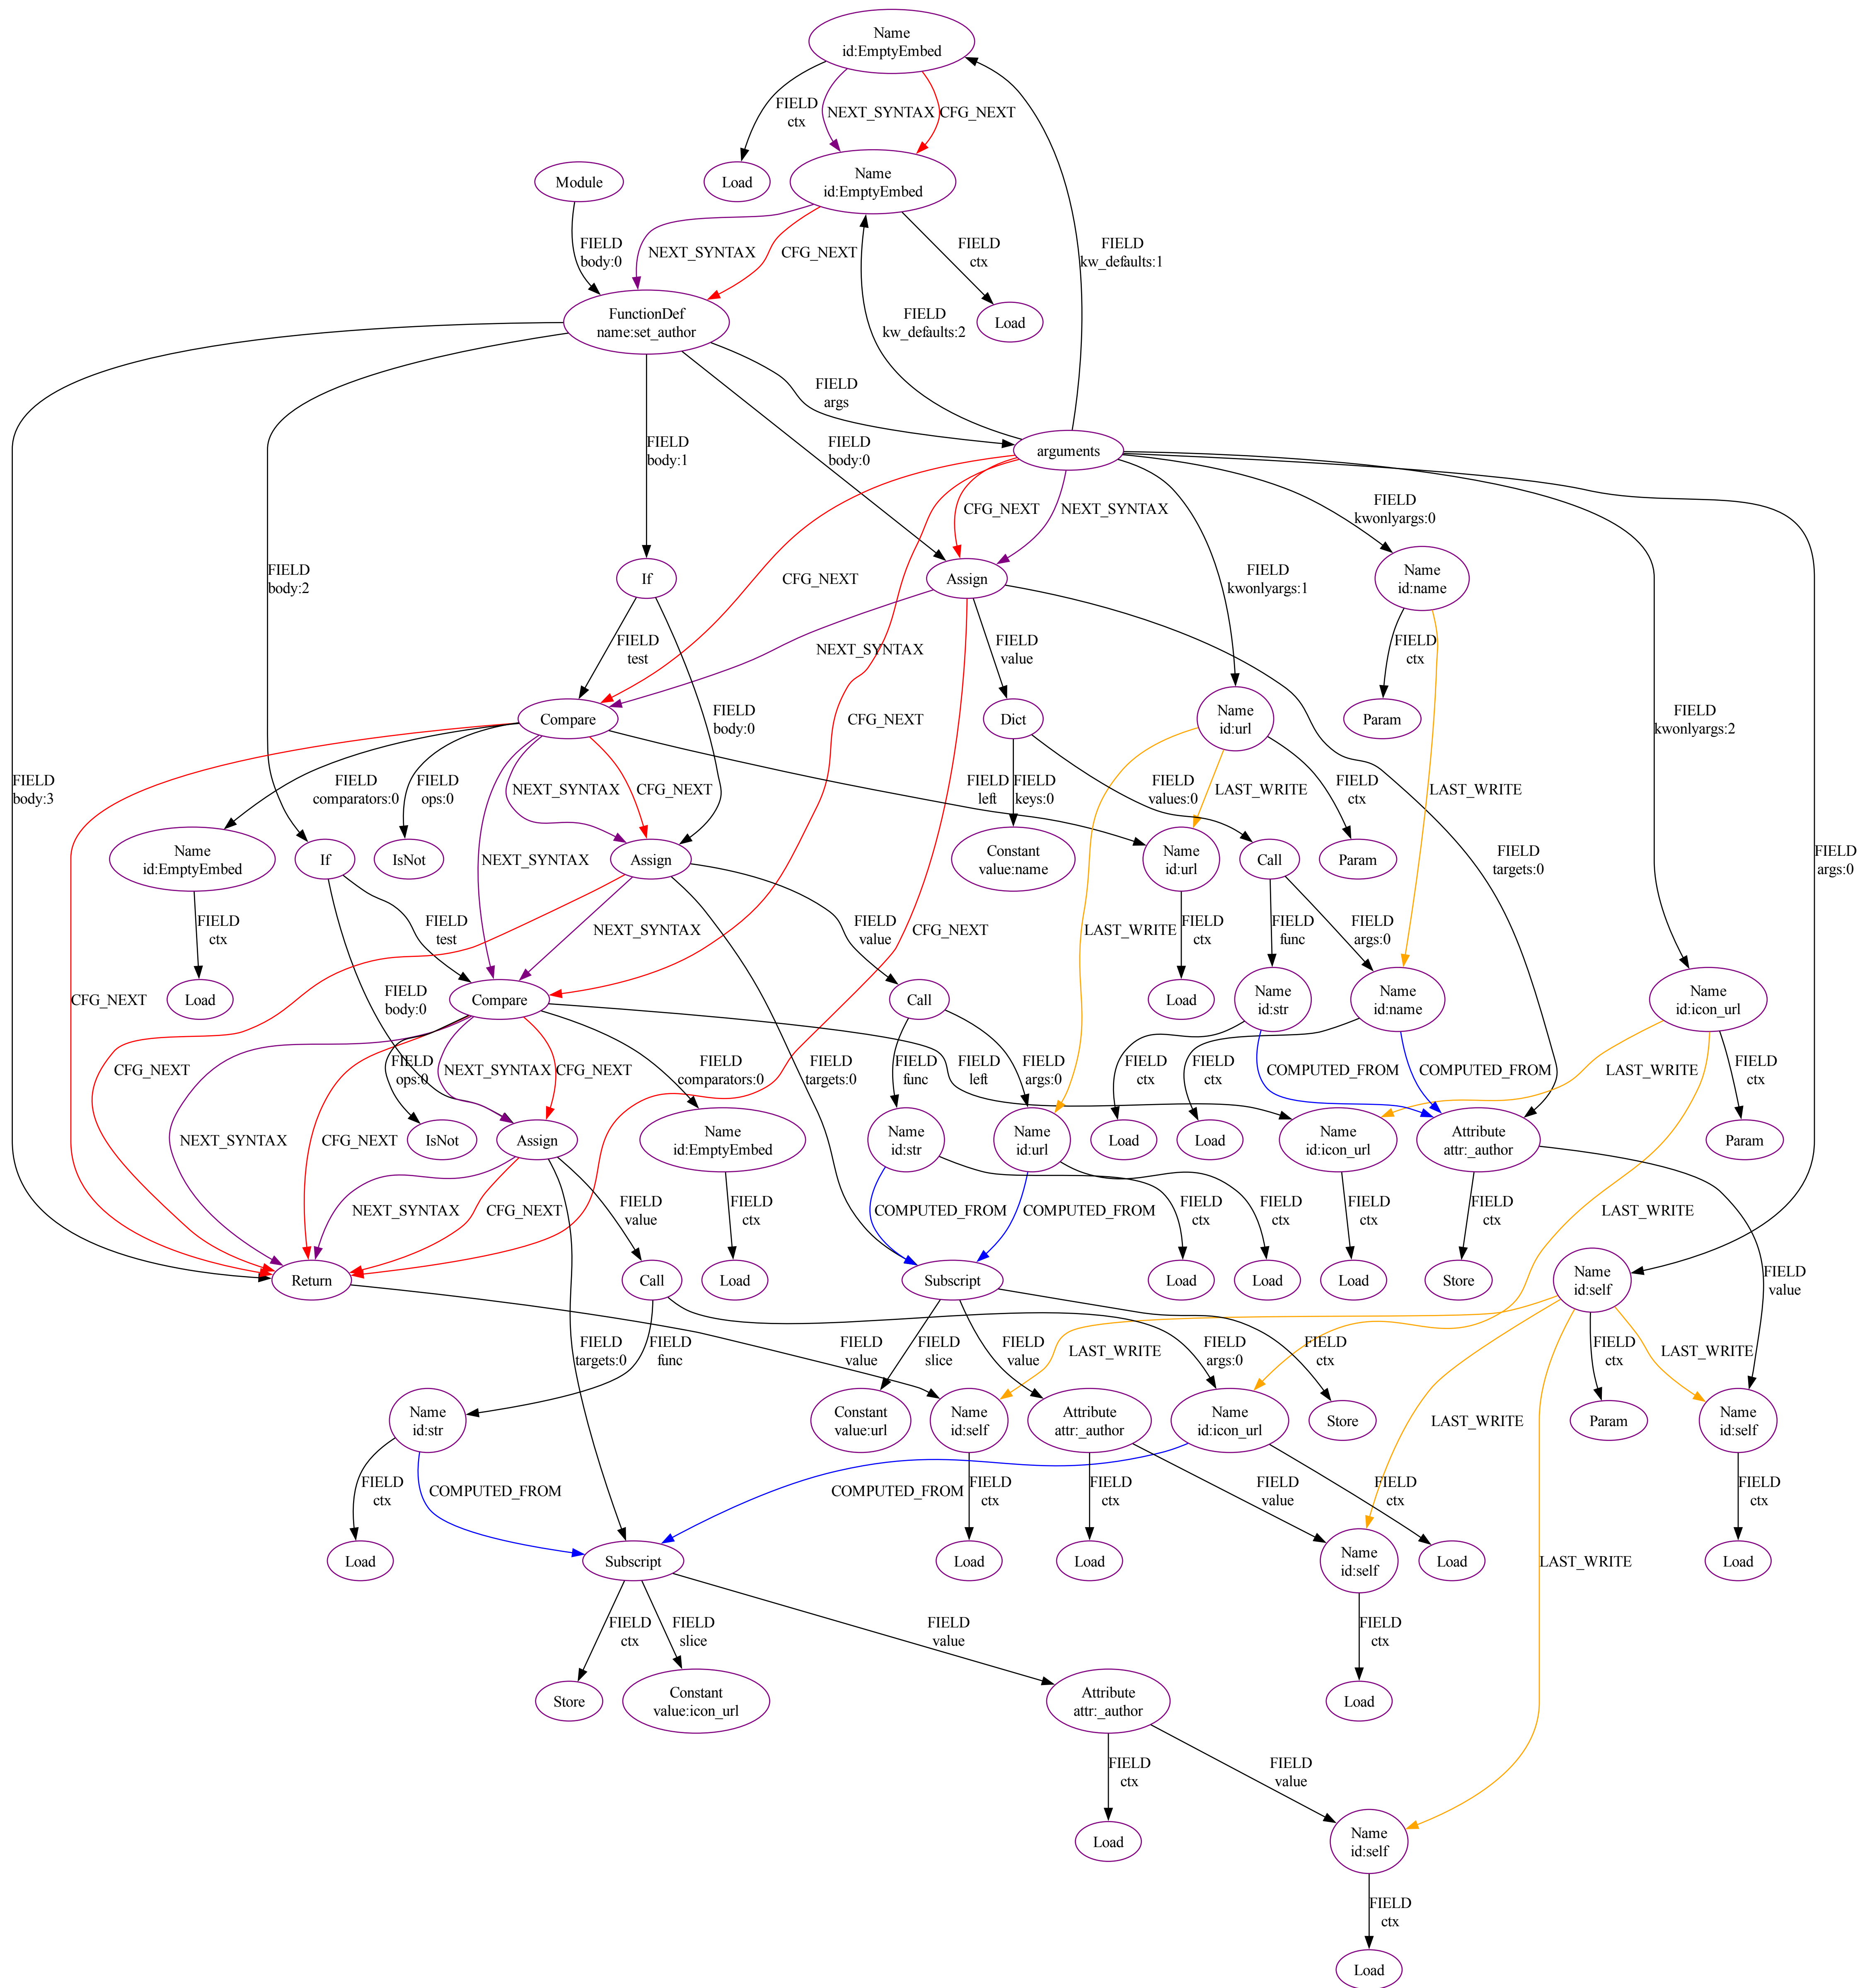 Name
id:EmptyEmbed
FIELD
ctx
NEXT_SYNTAX
CFG_NEXT
Module
Load
Name
id:EmptyEmbed
FIELD
body:0
NEXT_SYNTAX
CFG_NEXT
FIELD
ctx
FIELD
kw_defaults:1
FunctionDef
name:set_author
FIELD
kw_defaults:2
Load
FIELD
args
FIELD
body:1
FIELD
body:0
arguments
CFG_NEXT
NEXT_SYNTAX
FIELD
kwonlyargs:0
FIELD
body:2
If
CFG_NEXT
Assign
FIELD
kwonlyargs:1
Name
id:name
FIELD
test
NEXT_SYNTAX
FIELD
value
FIELD
ctx
Compare
FIELD
body:0
CFG_NEXT
Dict
Name
id:url
Param
FIELD
kwonlyargs:2
FIELD
body:3
FIELD
comparators:0
FIELD
ops:0
NEXT_SYNTAX
CFG_NEXT
FIELD
left
FIELD
keys:0
FIELD
values:0
LAST_WRITE
FIELD
ctx
LAST_WRITE
Name
id:EmptyEmbed
If
IsNot
NEXT_SYNTAX
Assign
Constant
value:name
Name
id:url
Call
Param
FIELD
targets:0
FIELD
args:0
FIELD
ctx
FIELD
test
NEXT_SYNTAX
FIELD
value
CFG_NEXT
LAST_WRITE
FIELD
ctx
FIELD
func
FIELD
args:0
Load
CFG_NEXT
FIELD
body:0
Compare
Call
Load
Name
id:str
Name
id:name
Name
id:icon_url
CFG_NEXT
FIELD
ops:0
NEXT_SYNTAX
CFG_NEXT
FIELD
comparators:0
FIELD
targets:0
FIELD
func
FIELD
left
FIELD
args:0
FIELD
ctx
FIELD
ctx
COMPUTED_FROM
COMPUTED_FROM
LAST_WRITE
FIELD
ctx
NEXT_SYNTAX
CFG_NEXT
IsNot
Assign
Name
id:EmptyEmbed
Name
id:str
Name
id:url
Load
Load
Name
id:icon_url
Attribute
attr:_author
Param
NEXT_SYNTAX
CFG_NEXT
FIELD
value
FIELD
ctx
COMPUTED_FROM
COMPUTED_FROM
FIELD
ctx
FIELD
ctx
FIELD
ctx
FIELD
ctx
LAST_WRITE
Return
Call
Load
Subscript
Load
Load
Load
Store
Name
id:self
FIELD
value
FIELD
targets:0
FIELD
func
FIELD
value
FIELD
slice
FIELD
value
LAST_WRITE
FIELD
args:0
FIELD
ctx
FIELD
ctx
LAST_WRITE
Name
id:str
Constant
value:url
Name
id:self
Attribute
attr:_author
Name
id:icon_url
Store
LAST_WRITE
Param
Name
id:self
FIELD
ctx
COMPUTED_FROM
COMPUTED_FROM
FIELD
ctx
FIELD
ctx
FIELD
value
FIELD
ctx
FIELD
ctx
Load
Subscript
Load
Load
Name
id:self
Load
LAST_WRITE
Load
FIELD
ctx
FIELD
slice
FIELD
value
FIELD
ctx
Store
Constant
value:icon_url
Attribute
attr:_author
Load
FIELD
ctx
FIELD
value
Load
Name
id:self
FIELD
ctx
Load